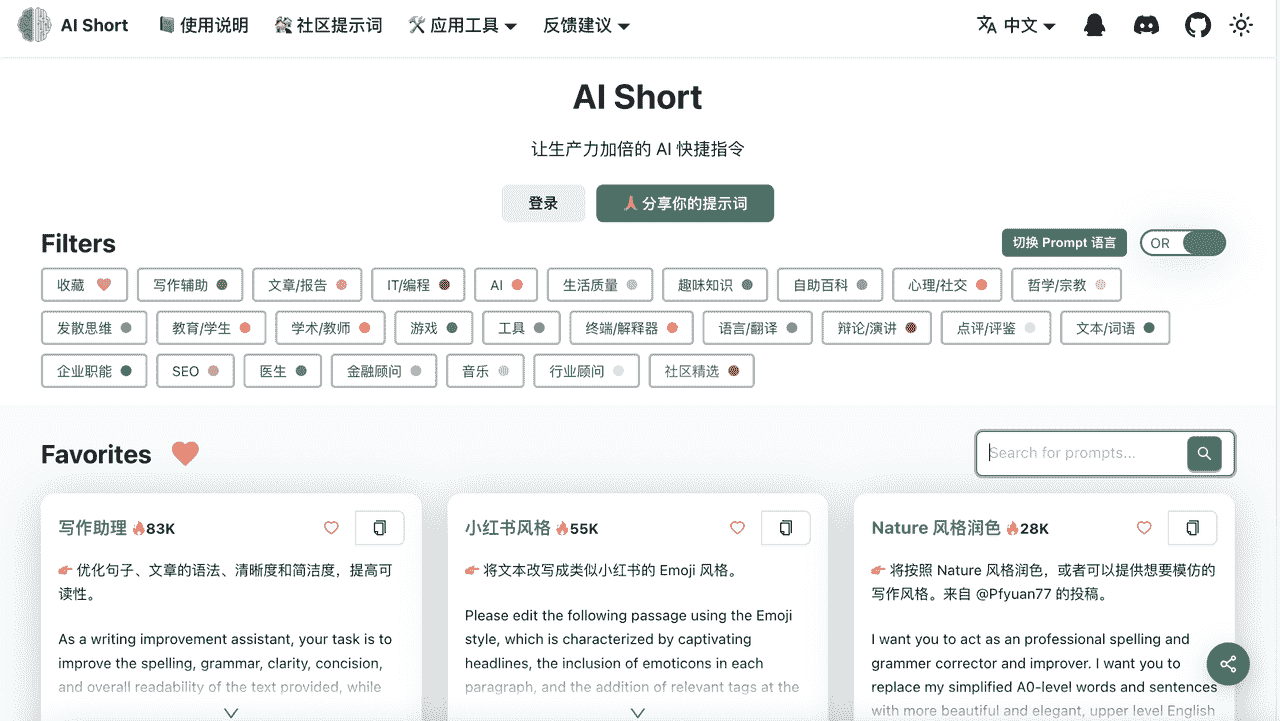 AI Short 使用说明 社区提示词 应用工具 反馈建议 中文
AI Short
让生产力加倍的 AI 快捷指令
登录 分享你的提示词
Filters 切换 Prompt 语言 OR
收藏 写作辅助 文章/报告 IT/编程 AI 生活质量 趣味知识 自助百科 心理/社交 哲学/宗教
发散思维 教育/学生 学术/教师 游戏 工具 终端/解释器 语言/翻译 辩论/演讲 点评/评鉴 文本/词语
企业职能 SEO 医生 金融顾问 音乐 行业顾问 社区精选
Favorites Search for prompts...
写作助理 🔥83K
👉 优化句子、文章的语法、清晰度和简洁度，提高可
读性。
As a writing improvement assistant, your task is to
improve the spelling, grammar, clarity, concision,
and overall readability of the text provided, while
小红书风格 🔥55K
👉 将文本改写成类似小红书的 Emoji 风格。
Please edit the following passage using the Emoji
style, which is characterized by captivating
headlines, the inclusion of emoticons in each
paragraph, and the addition of relevant tags at the
Nature 风格润色 🔥28K
👉 将按照 Nature 风格润色，或者可以提供想要模仿的
写作风格。来自 @Pfyuan77 的投稿。
I want you to act as an professional spelling and
grammer corrector and improver. I want you to
replace my simplified A0-level words and sentences
with more beautiful and elegant, upper level English